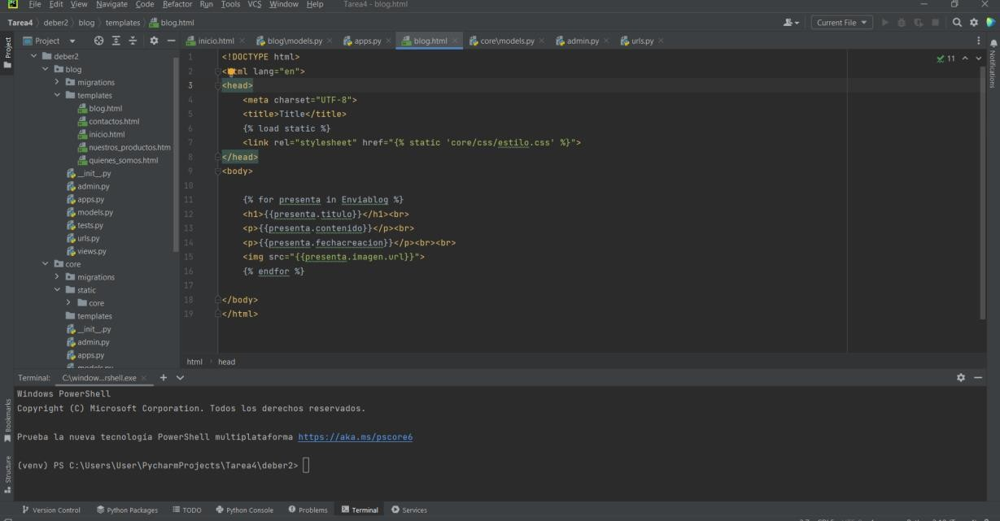 PC File Edit View Navigate Code Refactor Run Tools VCS Window Help Tarea4 - blog.html
Tarea4 deber2 blog templates blog.html Current File
Project inicio.html blog\models.py apps.py blog.html core\models.py admin.py urls.py
Project
Notifications
deber2
blog
migrations
templates
blog.html
contactos.html
inicio.html
nuestros_productos.htm
quienes_somos.html
__init__.py
admin.py
apps.py
models.py
tests.py
urls.py
views.py
core
migrations
static
core
templates
__init__.py
admin.py
apps.py
models.py
11
1 <!DOCTYPE html>
2 <html lang="en">
3 <head>
4 <meta charset="UTF-8">
5 <title>Title</title>
6 {% load static %}
7 <link rel="stylesheet" href="{% static 'core/css/estilo.css' %}">
8 </head>
9 <body>
10
11 {% for presenta in Enviablog %}
12 <h1>{{presenta.titulo}}</h1><br>
13 <p>{{presenta.contenido}}</p><br>
14 <p>{{presenta.fechacreacion}}</p><br><br>
15 <img src="{{presenta.imagen.url}}">
16 {% endfor %}
17
18 </body>
19 </html>
html head
Terminal: C:\window...rshell.exe
Windows PowerShell
Copyright (C) Microsoft Corporation. Todos los derechos reservados.
Prueba la nueva tecnología PowerShell multiplataforma https://aka.ms/pscore6
(venv) PS C:\Users\User\PycharmProjects\Tarea4\deber2>
Bookmarks
Structure
Version Control Python Packages TODO Python Console Problems Terminal Services